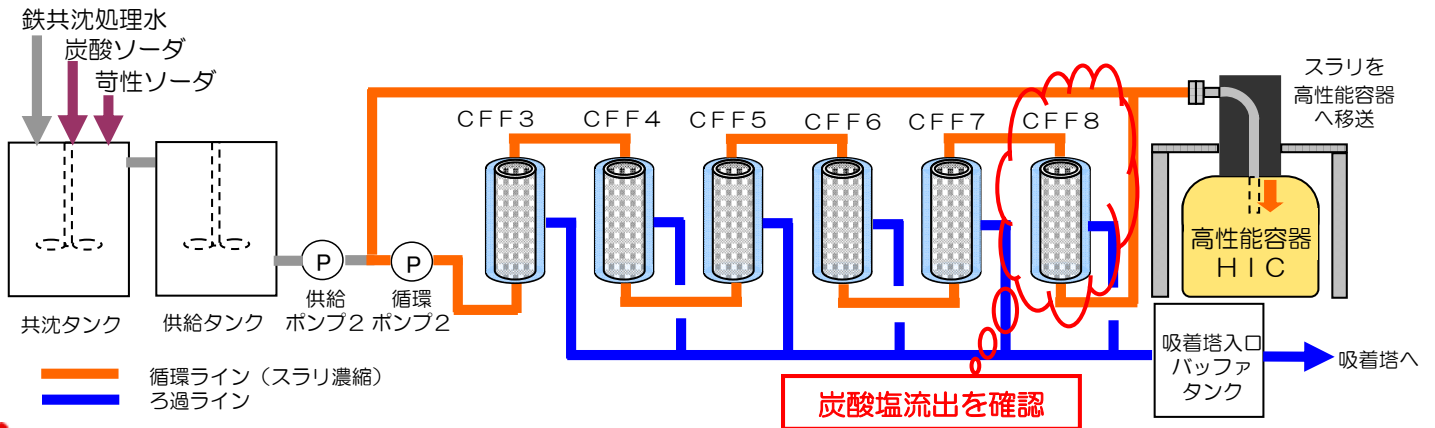 鉄共沈処理水
炭酸ソーダ
苛性ソーダ
共沈タンク
供給タンク
P
供給
ポンプ2
P
循環
ポンプ2
CFF3
CFF4
CFF5
CFF6
CFF7
CFF8
スラリを
高性能容器
へ移送
高性能容器
HIC
吸着塔入口
バッファ
タンク
吸着塔へ
循環ライン(スラリ濃縮)
ろ過ライン
炭酸塩流出を確認